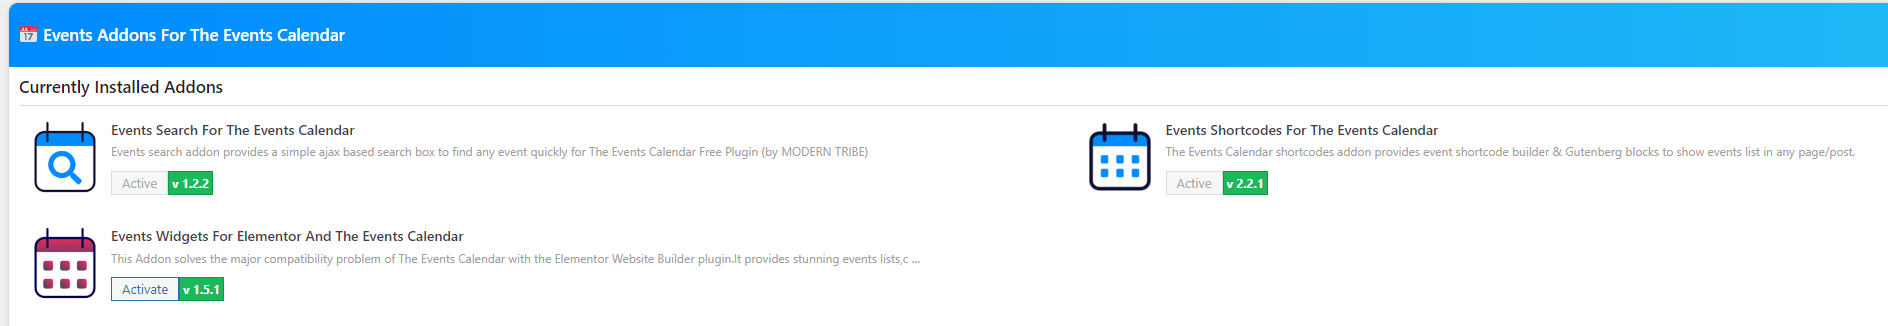 JUL
17
Events Addons For The Events Calendar
Currently Installed Addons
Events Search For The Events Calendar
Events search addon provides a simple ajax based search box to find any event quickly for The Events Calendar Free Plugin (by MODERN TRIBE)
Active v 1.2.2
Events Shortcodes For The Events Calendar
The Events Calendar shortcodes addon provides event shortcode builder & Gutenberg blocks to show events list in any page/post.
Active v 2.2.1
Events Widgets For Elementor And The Events Calendar
This Addon solves the major compatibility problem of The Events Calendar with the Elementor Website Builder plugin.It provides stunning events lists,c ...
Activate v 1.5.1